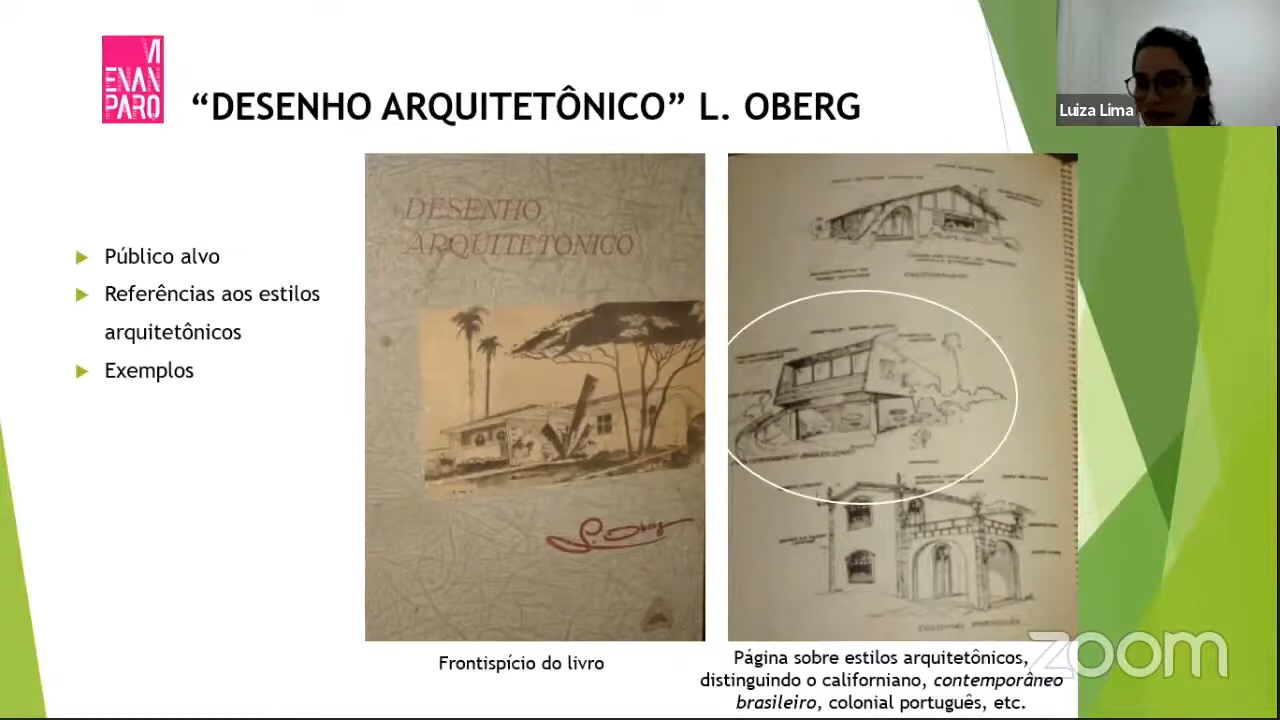 VI
ENAN
PARO
“DESENHO ARQUITETÔNICO” L. OBERG
Luiza Lima
Público alvo
Referências aos estilos
arquitetônicos
Exemplos
DESENHO
ARQUITETÔNICO
L. Oberg
Frontispício do livro
Página sobre estilos arquitetônicos,
distinguindo o californiano, contemporâneo
brasileiro, colonial português, etc.
zoom